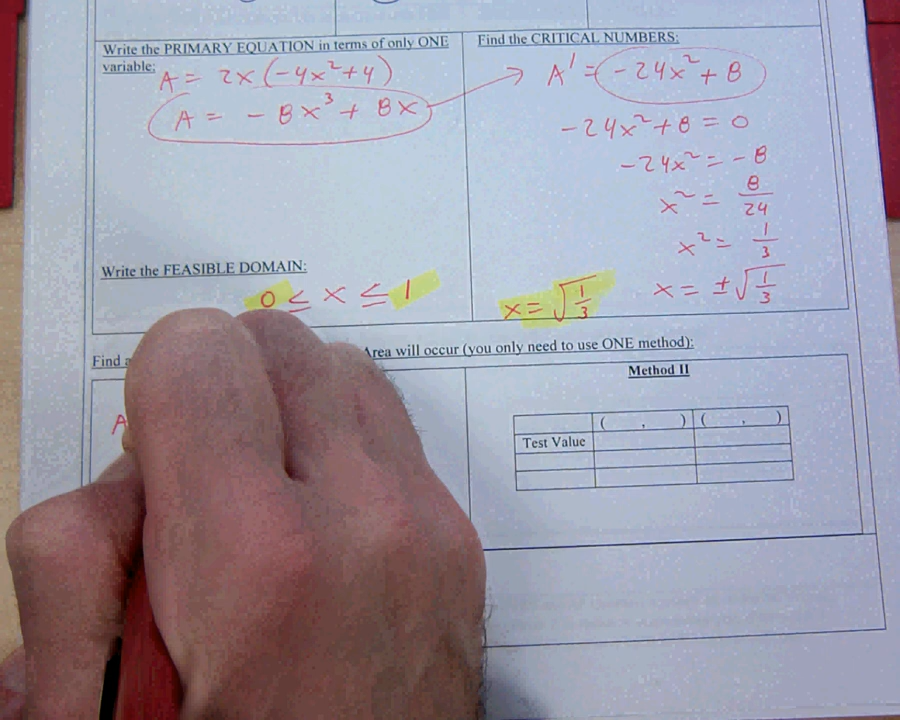 Write the PRIMARY EQUATION in terms of only ONE
variable:
A = 2x(-4x²+4)
A = -8x³ + 8x
Write the FEASIBLE DOMAIN:
0 ≤ x ≤ 1
Find the CRITICAL NUMBERS:
A' = -24x² + 8
-24x² + 8 = 0
-24x² = -8
x² = 8/24
x² = 1/3
x = ±√1/3
x = √1/3
Find a Area will occur (you only need to use ONE method):
A
Method II
( , ) ( , )
Test Value